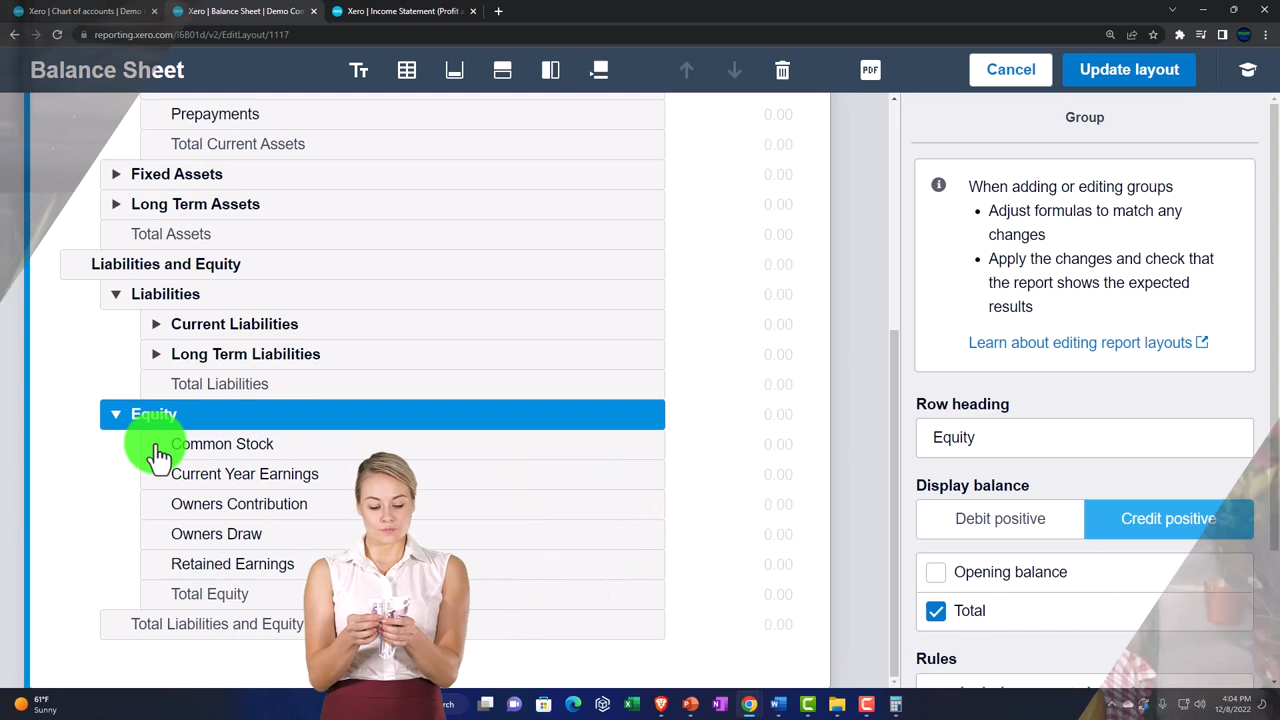 Xero | Chart of accounts | Demo
Xero | Balance Sheet | Demo Con
Xero | Income Statement (Profit a
reporting.xero.com/!6B01d/v2/EditLayout/1117
Balance Sheet
PDF
Cancel
Update layout
Prepayments 0.00
Total Current Assets 0.00
Fixed Assets 0.00
Long Term Assets 0.00
Total Assets 0.00
Liabilities and Equity 0.00
Liabilities 0.00
Current Liabilities 0.00
Long Term Liabilities 0.00
Total Liabilities 0.00
Equity 0.00
Common Stock 0.00
Current Year Earnings 0.00
Owners Contribution 0.00
Owners Draw 0.00
Retained Earnings 0.00
Total Equity 0.00
Total Liabilities and Equity 0.00
Group
When adding or editing groups
• Adjust formulas to match any
changes
• Apply the changes and check that
the report shows the expected
results
Learn about editing report layouts
Row heading
Equity
Display balance
Debit positive
Credit positive
Opening balance
Total
Rules
61°F
Sunny
rch
4:04 PM
12/8/2022